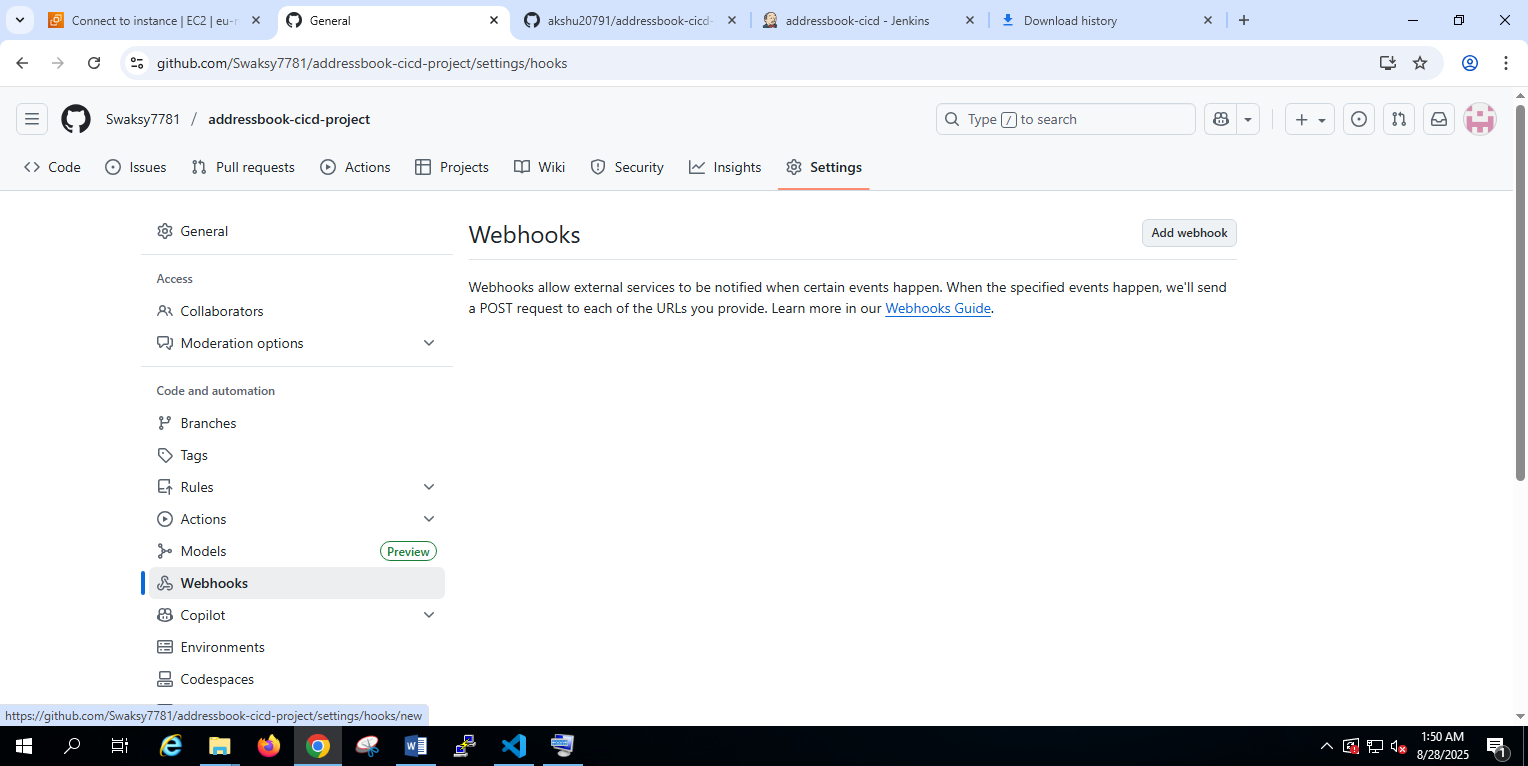 Connect to instance | EC2 | eu-r
General
akshu20791/addressbook-cicd-
addressbook-cicd - Jenkins
Download history
github.com/Swaksy7781/addressbook-cicd-project/settings/hooks
Swaksy7781 / addressbook-cicd-project
Type / to search
Code
Issues
Pull requests
Actions
Projects
Wiki
Security
Insights
Settings
General
Access
Collaborators
Moderation options
Code and automation
Branches
Tags
Rules
Actions
Models Preview
Webhooks
Copilot
Environments
Codespaces
Webhooks
Add webhook
Webhooks allow external services to be notified when certain events happen. When the specified events happen, we'll send
a POST request to each of the URLs you provide. Learn more in our Webhooks Guide.
https://github.com/Swaksy7781/addressbook-cicd-project/settings/hooks/new
1:50 AM
8/28/2025
1